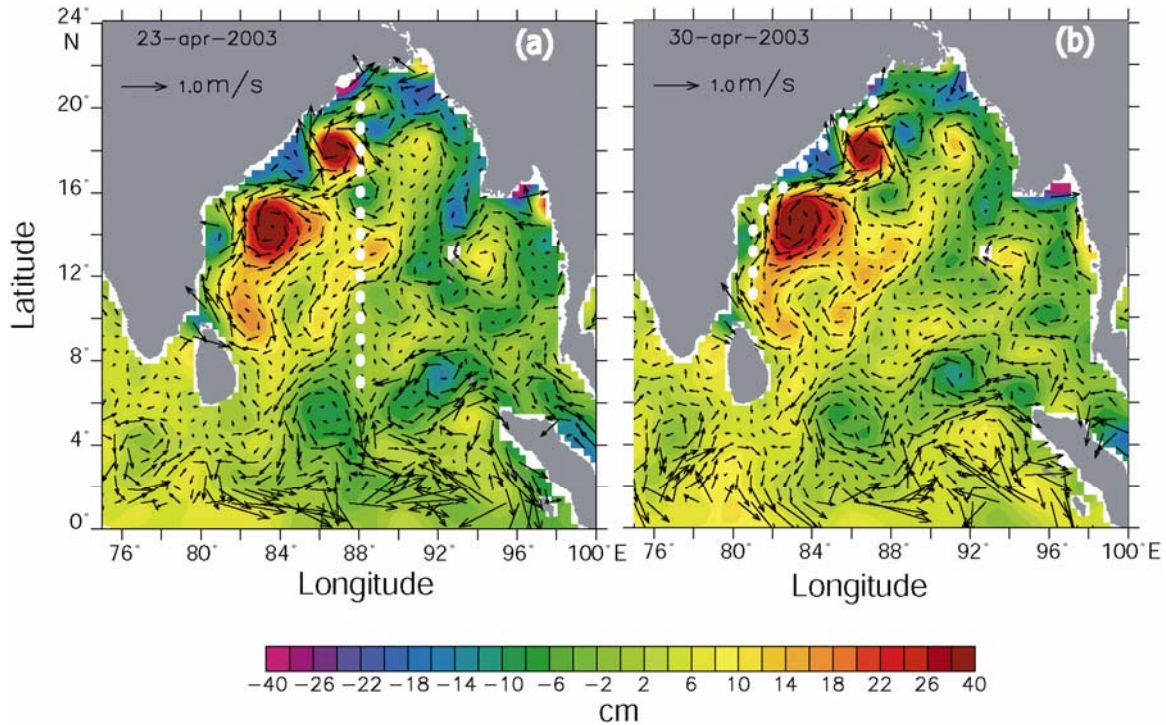 24°
N
20°
16°
12°
8°
4°
0°
Latitude
23-apr-2003
(a)
1.0 m/s
76° 80° 84° 88° 92° 96° 100°E
Longitude
30-apr-2003
(b)
1.0 m/s
76° 80° 84° 88° 92° 96° 100°E
Longitude
-40 -26 -22 -18 -14 -10 -6 -2 2 6 10 14 18 22 26 40
cm